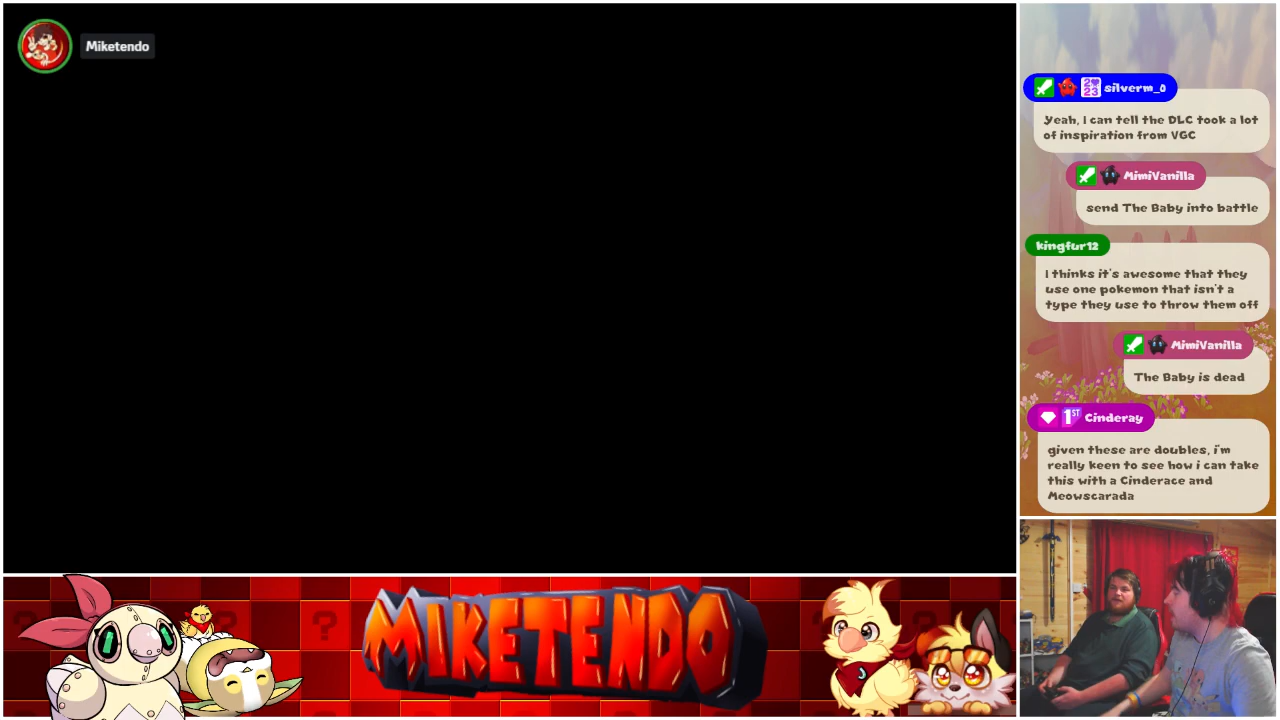 Miketendo
silverm_0
Yeah, I can tell the DLC took a lot
of inspiration from VGC
MimiVanilla
send The Baby into battle
kingfur12
I thinks it's awesome that they
use one pokemon that isn't a
type they use to throw them off
MimiVanilla
The Baby is dead
1ST Cinderay
given these are doubles, i'm
really keen to see how i can take
this with a Cinderace and
Meowscarada
MIKETENDO